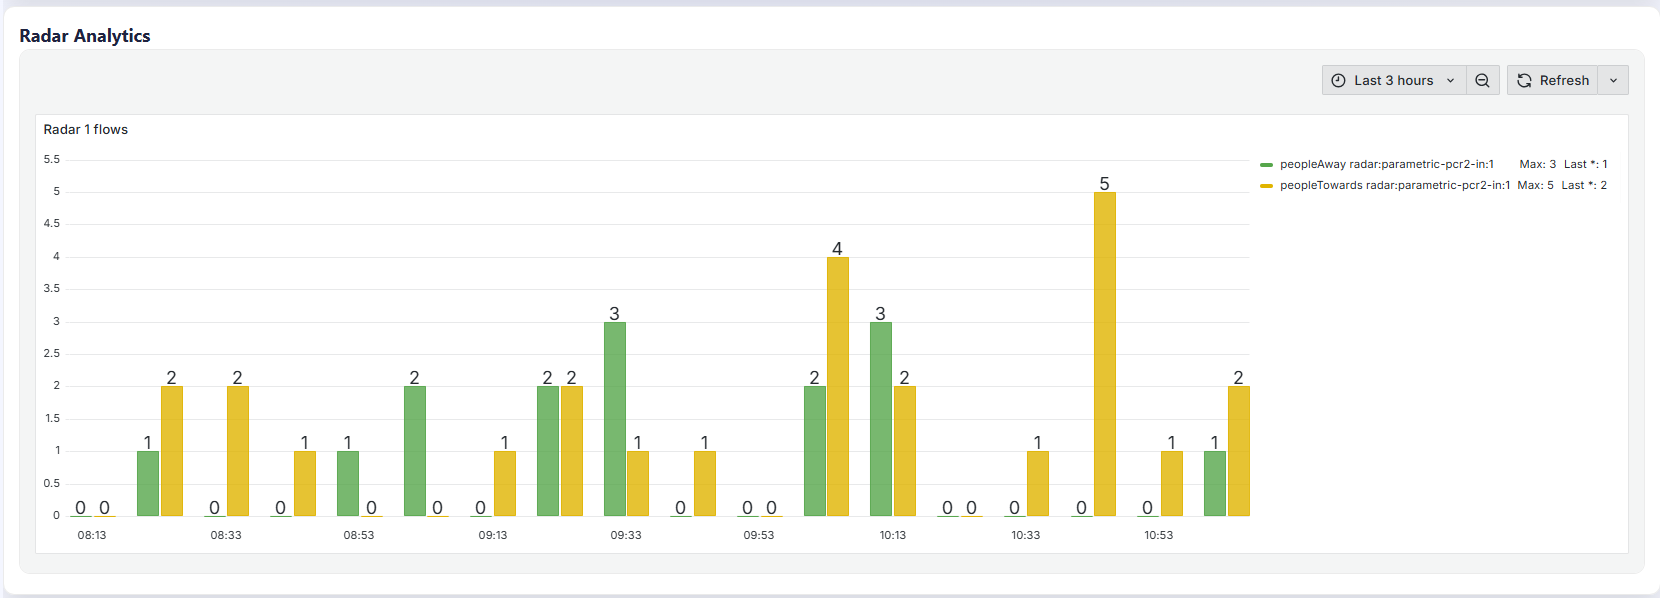 Radar Analytics
Last 3 hours
Refresh
Radar 1 flows
5.5
5
4.5
4
3.5
3
2.5
2
1.5
1
0.5
0
0 0 1 2 0 2 0 1 1 0 2 0 0 1 2 2 3 1 0 1 0 0 2 4 3 2 0 0 0 1 0 5 0 1 1 2
08:13 08:33 08:53 09:13 09:33 09:53 10:13 10:33 10:53
peopleAway radar:parametric-pcr2-in:1 Max: 3 Last *: 1
peopleTowards radar:parametric-pcr2-in:1 Max: 5 Last *: 2